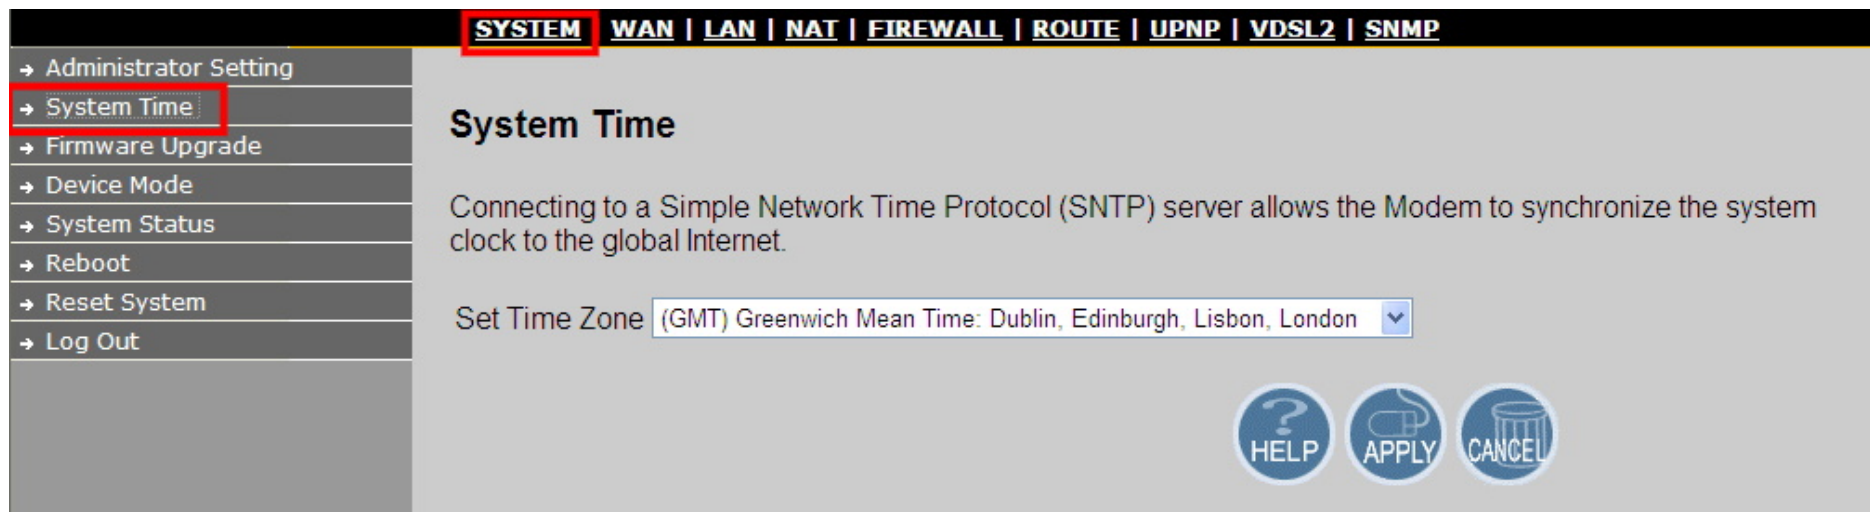 SYSTEM WAN | LAN | NAT | FIREWALL | ROUTE | UPNP | VDSL2 | SNMP
Administrator Setting
System Time
Firmware Upgrade
Device Mode
System Status
Reboot
Reset System
Log Out
System Time
Connecting to a Simple Network Time Protocol (SNTP) server allows the Modem to synchronize the system
clock to the global Internet.
Set Time Zone (GMT) Greenwich Mean Time: Dublin, Edinburgh, Lisbon, London
HELP APPLY CANCEL